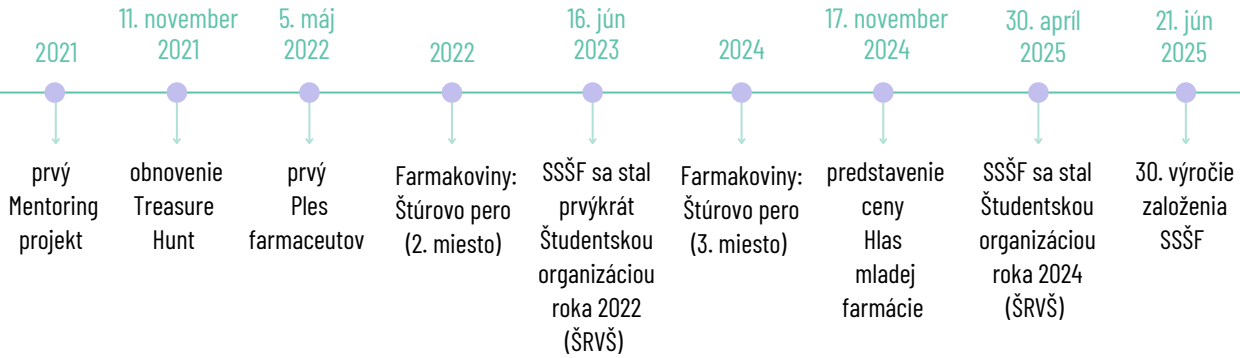 2021
prvý
Mentoring
projekt
11. november
2021
obnovenie
Treasure
Hunt
5. máj
2022
prvý
Ples
farmaceutov
2022
Farmakoviny:
Štúrovo pero
(2. miesto)
16. jún
2023
SSŠF sa stal
prvýkrát
Študentskou
organizáciou
roka 2022
(ŠRVŠ)
2024
Farmakoviny:
Štúrovo pero
(3. miesto)
17. november
2024
predstavenie
ceny
Hlas
mladej
farmácie
30. apríl
2025
SSŠF sa stal
Študentskou
organizáciou
roka 2024
(ŠRVŠ)
21. jún
2025
30. výročie
založenia
SSŠF